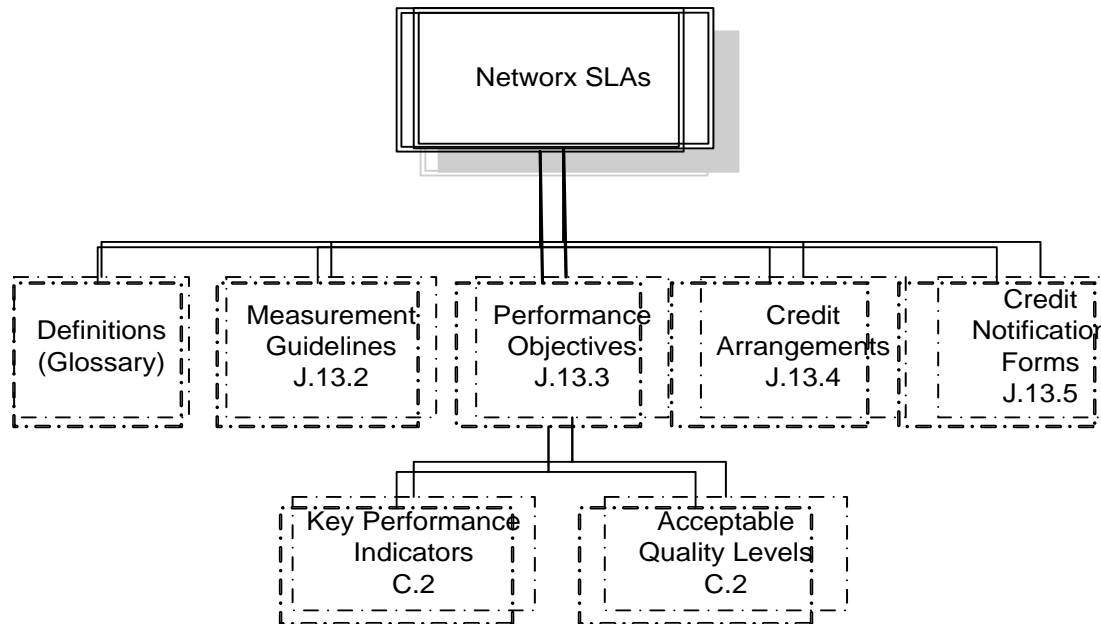 Networx SLAs
Definitions
(Glossary)
Measurement
Guidelines
J.13.2
Performance
Objectives
J.13.3
Credit
Arrangements
J.13.4
Credit
Notification
Forms
J.13.5
Key Performance
Indicators
C.2
Acceptable
Quality Levels
C.2